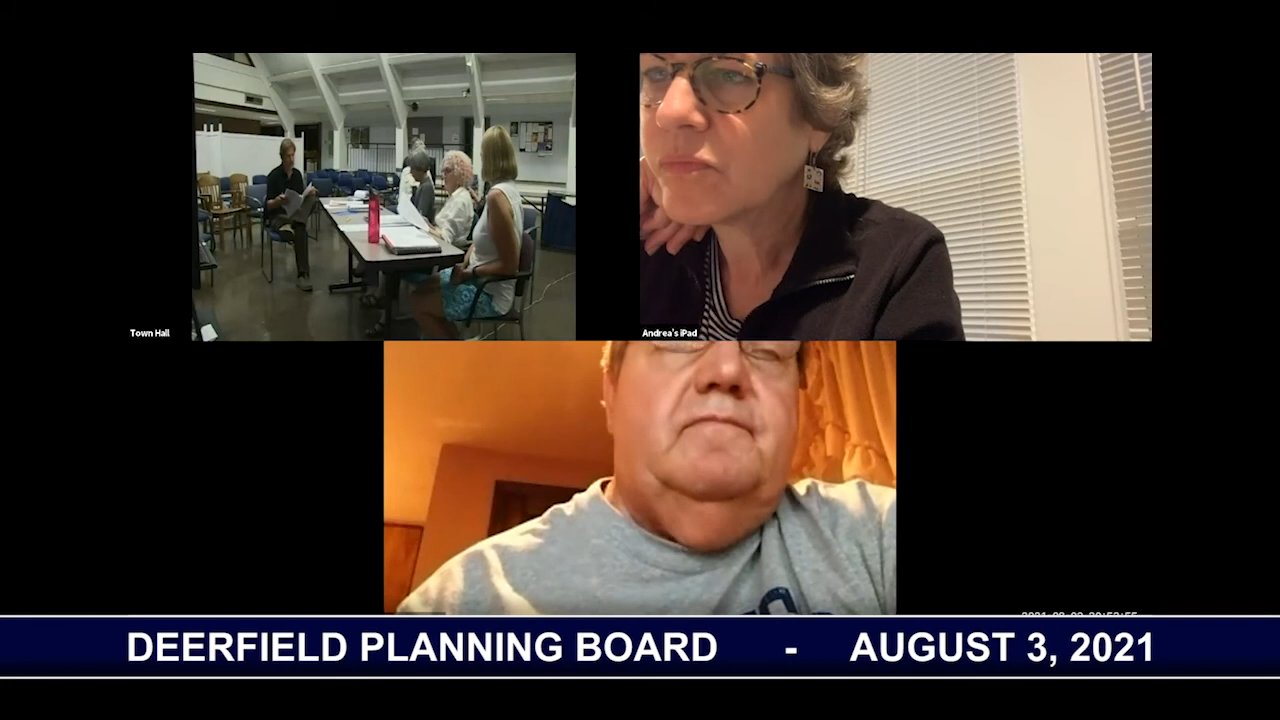 Town Hall
Andrea's iPad
DEERFIELD PLANNING BOARD - AUGUST 3, 2021